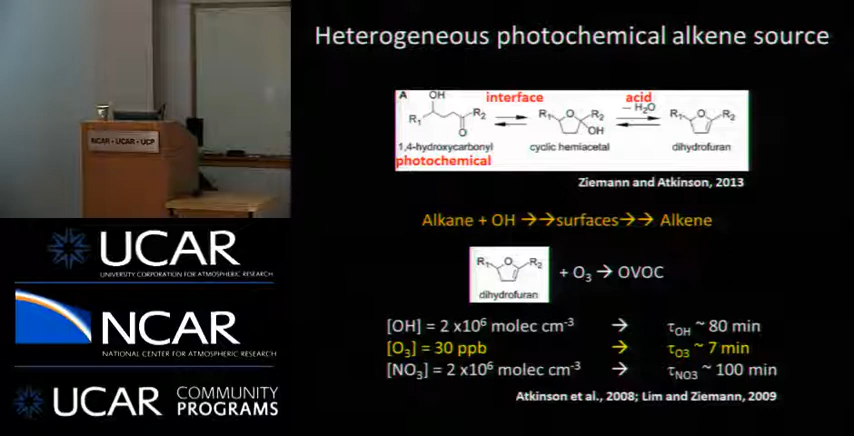 Heterogeneous photochemical alkene source
A OH interface acid
R₁ R₂ R₁ O R₂ – H₂O R₁ O R₂
O OH
1,4-hydroxycarbonyl cyclic hemiacetal dihydrofuran
photochemical
Ziemann and Atkinson, 2013
Alkane + OH →→surfaces→→ Alkene
R₁ O R₂ + O₃ → OVOC
dihydrofuran
[OH] = 2 x10⁶ molec cm⁻³ → τOH ~ 80 min
[O₃] = 30 ppb → τO3 ~ 7 min
[NO₃] = 2 x10⁶ molec cm⁻³ → τNO3 ~ 100 min
Atkinson et al., 2008; Lim and Ziemann, 2009
NCAR • UCAR • UCP
UCAR
UNIVERSITY CORPORATION FOR ATMOSPHERIC RESEARCH
NCAR
NATIONAL CENTER FOR ATMOSPHERIC RESEARCH
UCAR COMMUNITY
PROGRAMS